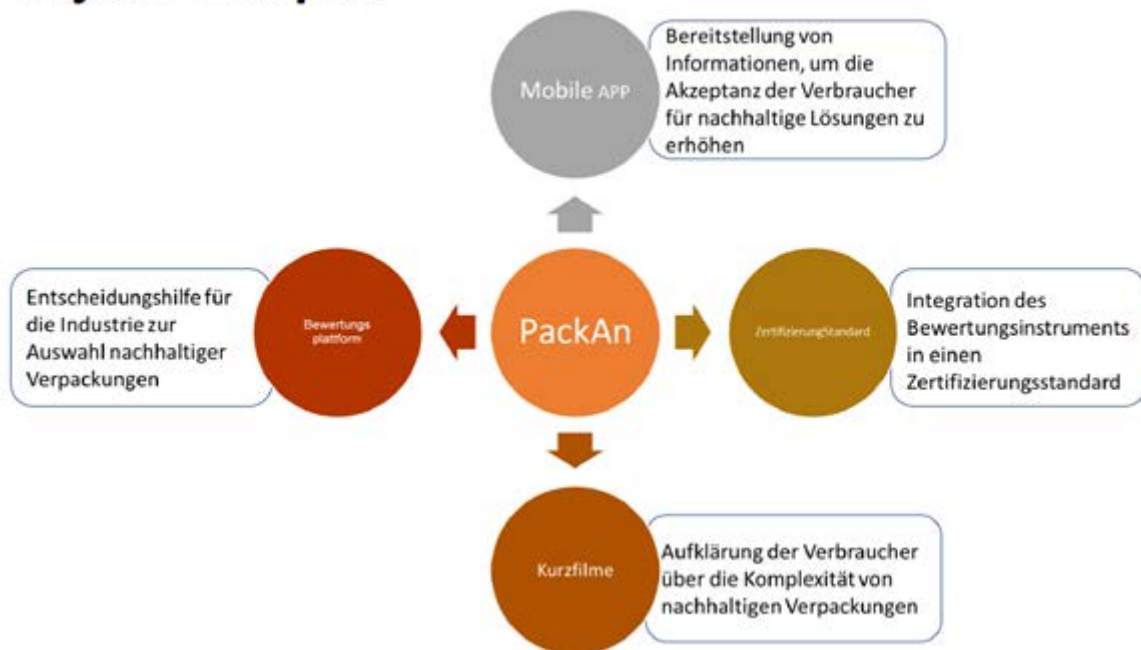 Mobile APP
Bereitstellung von
Informationen, um die
Akzeptanz der Verbraucher
für nachhaltige Lösungen zu
erhöhen
Entscheidungshilfe für
die Industrie zur
Auswahl nachhaltiger
Verpackungen
Bewertungs
plattform
PackAn
ZertifizierungStandard
Integration des
Bewertungsinstruments
in einen
Zertifizierungsstandard
Kurzfilme
Aufklärung der Verbraucher
über die Komplexität von
nachhaltigen Verpackungen